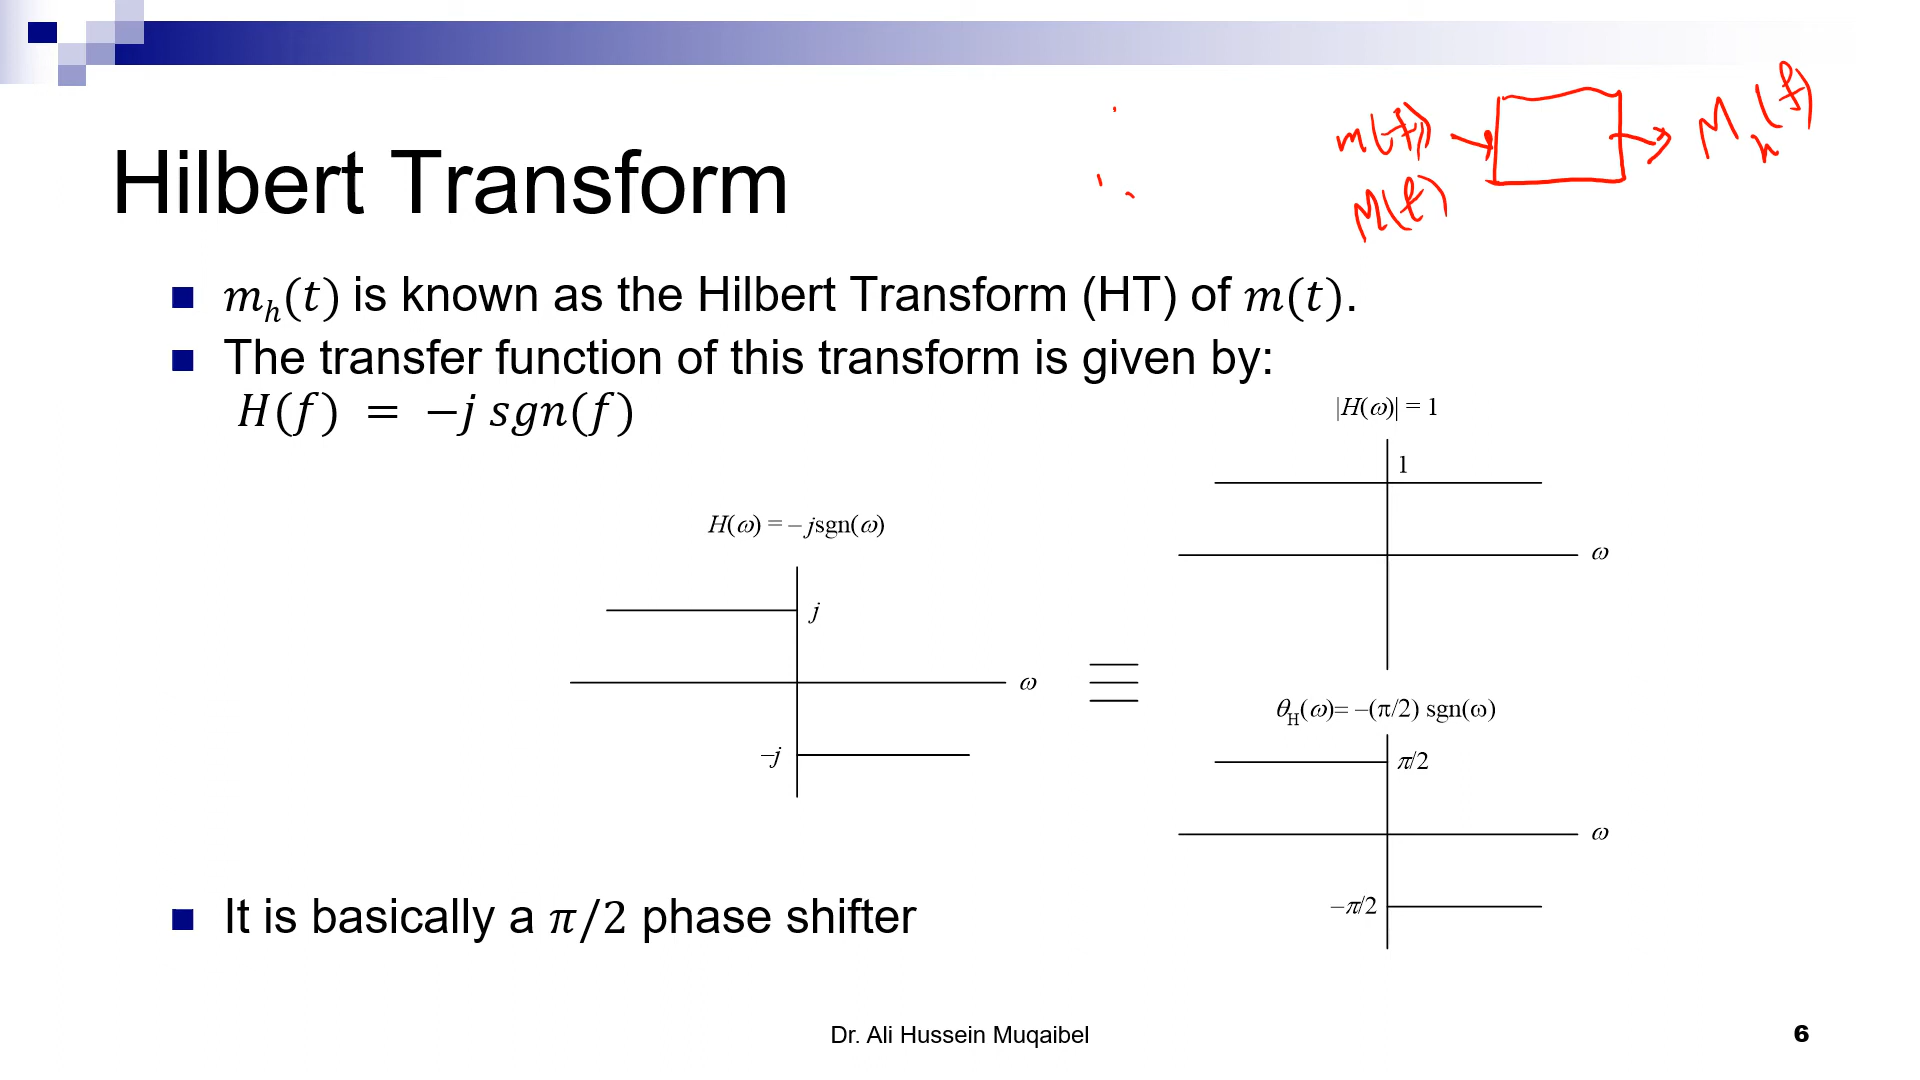 m(t)
M(f)
M_h(f)
Hilbert Transform
m_h(t) is known as the Hilbert Transform (HT) of m(t).
The transfer function of this transform is given by:
H(f) = −j sgn(f)
|H(ω)| = 1
1
ω
H(ω) = – jsgn(ω)
j
ω
–j
θ_H(ω)= –(π/2) sgn(ω)
π/2
ω
–π/2
It is basically a π/2 phase shifter
Dr. Ali Hussein Muqaibel
6